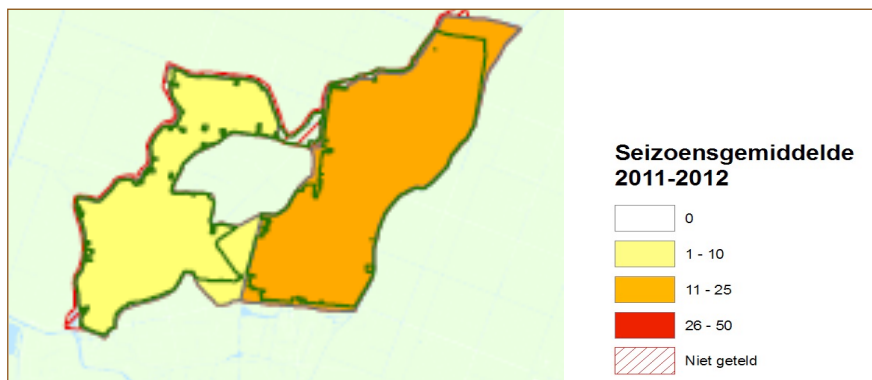 Seizoensgemiddelde
2011-2012
0
1 - 10
11 - 25
26 - 50
Niet geteld